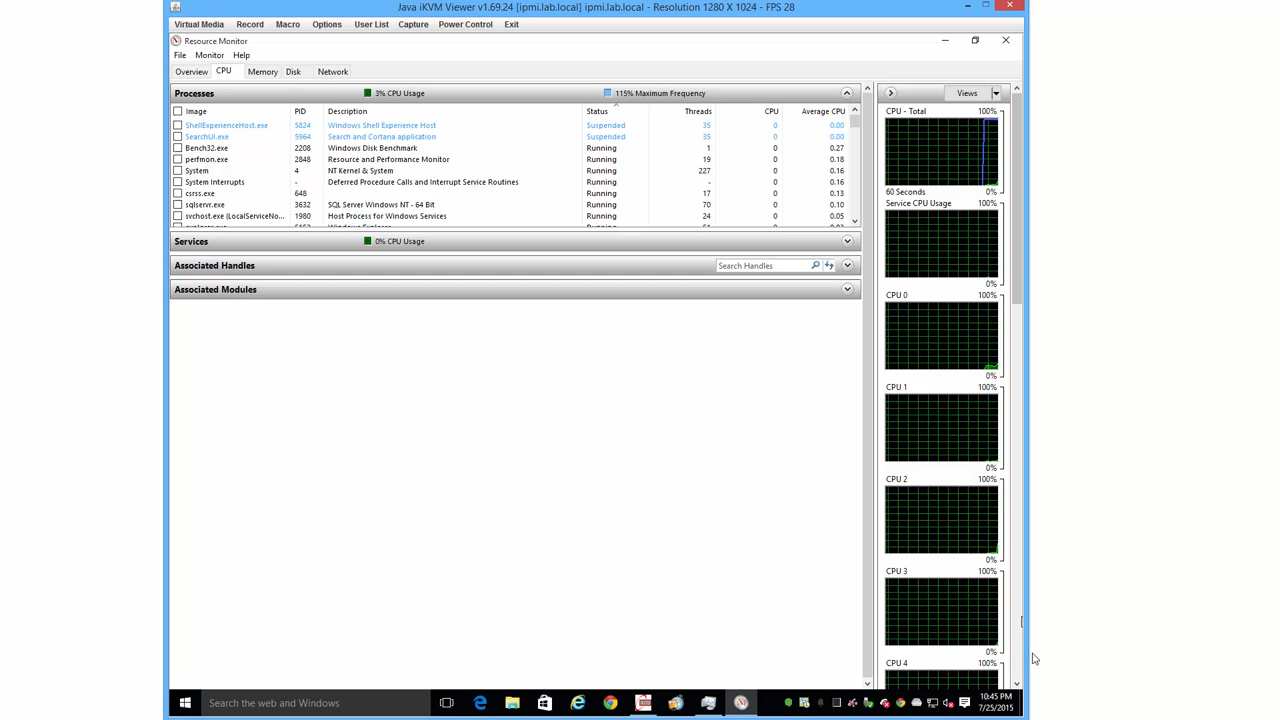 Java iKVM Viewer v1.69.24 [ipmi.lab.local] ipmi.lab.local - Resolution 1280 X 1024 - FPS 28
Virtual Media Record Macro Options User List Capture Power Control Exit
Resource Monitor
File Monitor Help
Overview CPU Memory Disk Network
Processes 3% CPU Usage 115% Maximum Frequency
Views
Image PID Description Status Threads CPU Average CPU
ShellExperienceHost.exe 5824 Windows Shell Experience Host Suspended 35 0 0.00
SearchUI.exe 5964 Search and Cortana application Suspended 35 0 0.00
Bench32.exe 2208 Windows Disk Benchmark Running 1 0 0.27
perfmon.exe 2848 Resource and Performance Monitor Running 19 0 0.18
System 4 NT Kernel & System Running 227 0 0.16
System Interrupts - Deferred Procedure Calls and Interrupt Service Routines Running - 0 0.16
csrss.exe 648 Running 17 0 0.13
sqlservr.exe 3632 SQL Server Windows NT - 64 Bit Running 70 0 0.10
svchost.exe (LocalServiceNo... 1980 Host Process for Windows Services Running 24 0 0.05
Services 0% CPU Usage
Associated Handles Search Handles
Associated Modules
CPU - Total 100%
60 Seconds 0%
Service CPU Usage 100%
0%
CPU 0 100%
0%
CPU 1 100%
0%
CPU 2 100%
0%
CPU 3 100%
0%
CPU 4 100%
Search the web and Windows
10:45 PM
7/25/2015